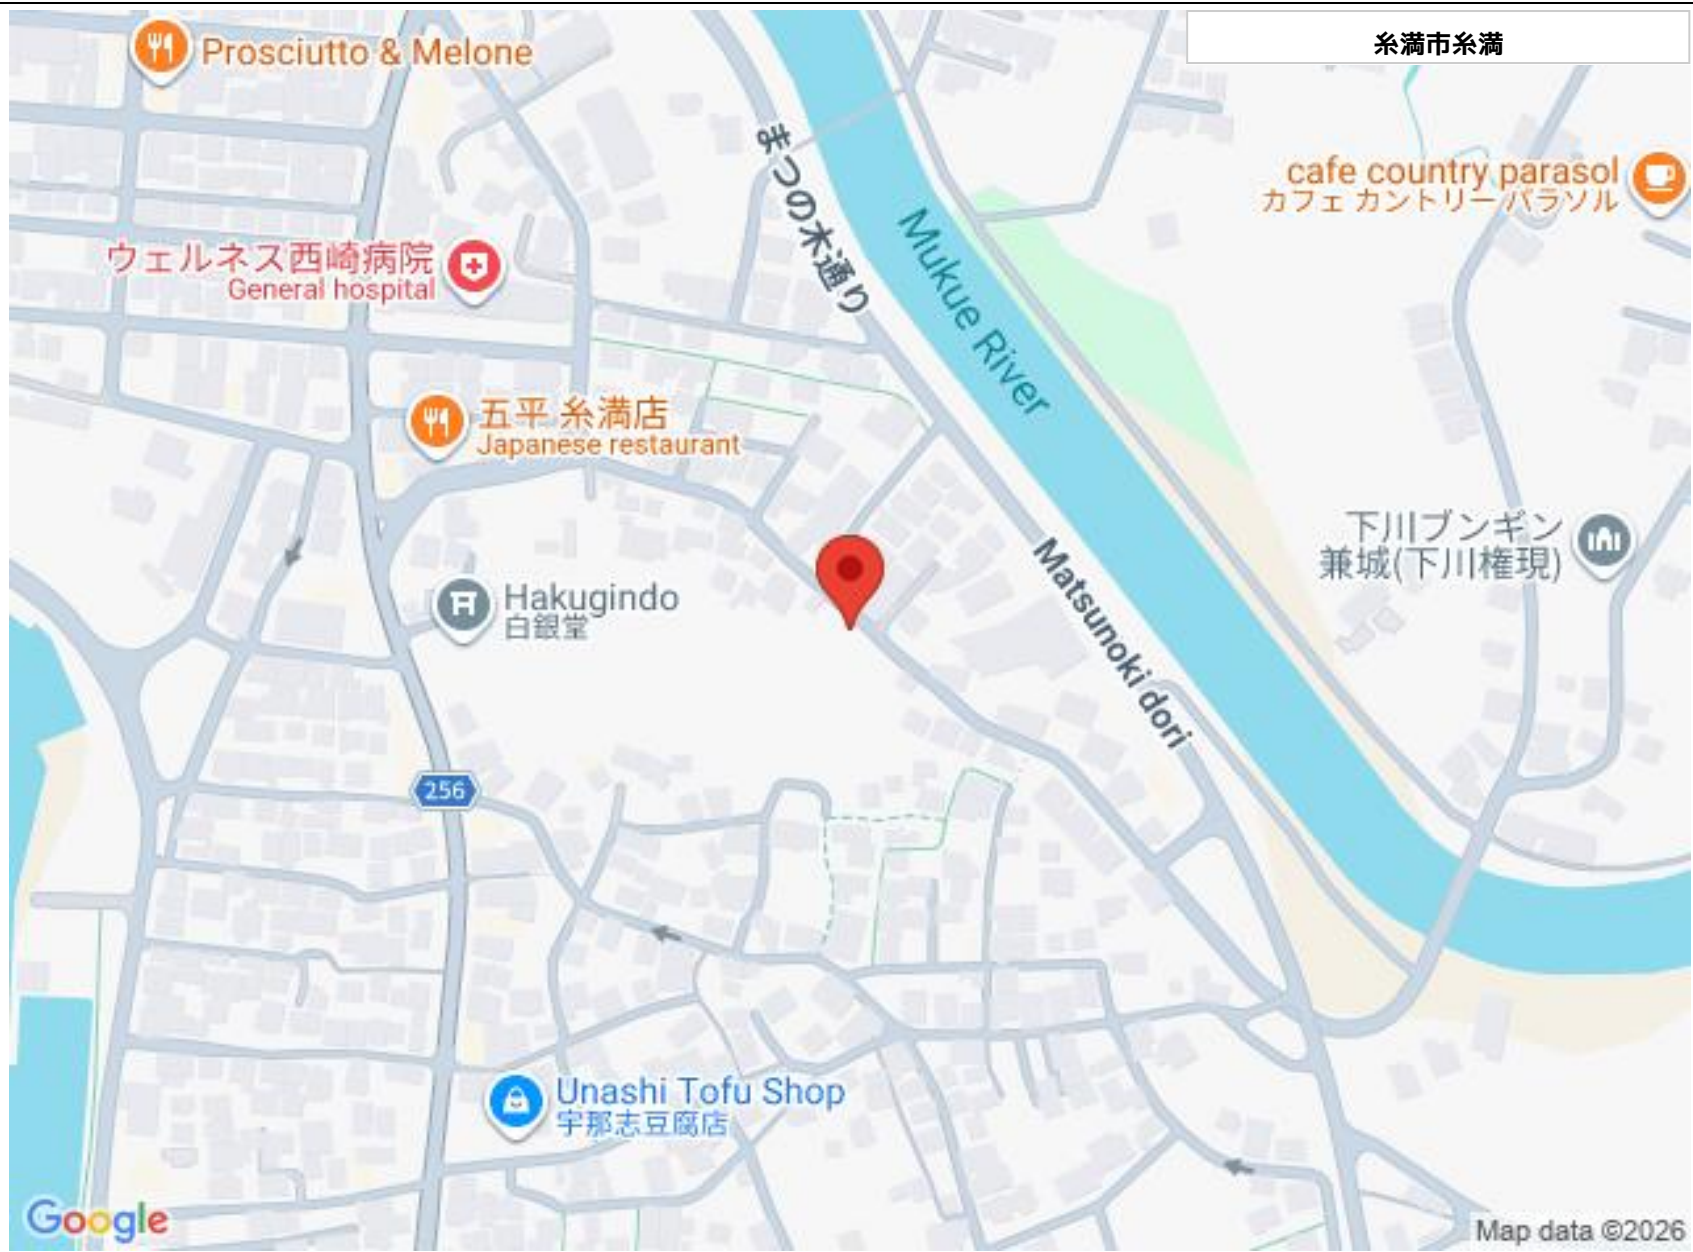 糸満市糸満
Prosciutto & Melone
まつの木通り
cafe country parasol
カフェ カントリー パラソル
Mukue River
ウェルネス西崎病院
General hospital
五平 糸満店
Japanese restaurant
下川ブンギン
兼城(下川権現)
Hakugindo
白銀堂
Matsunoki dori
256
Unashi Tofu Shop
宇那志豆腐店
Google
Map data ©2026